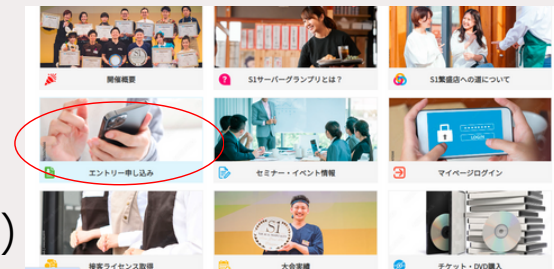 開催概要
S1サーバーグランプリとは？
S1繁盛店への道について
エントリー申し込み
セミナー・イベント情報
LOGIN
マイページログイン
)
S1
接客ライセンス取得
大会実績
チケット・DVD購入